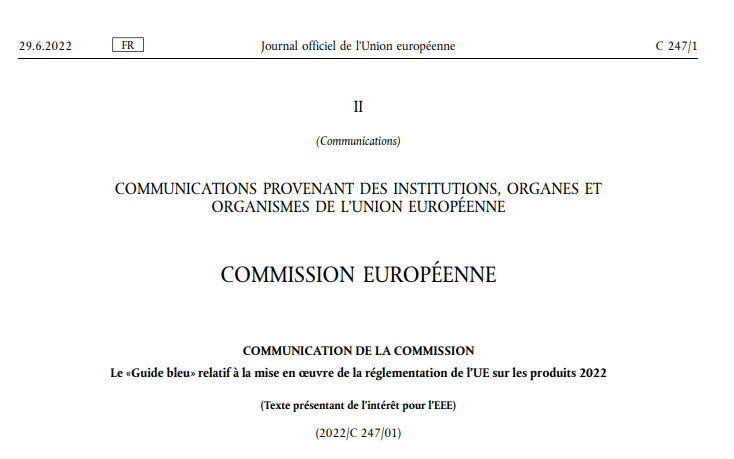 29.6.2022 FR Journal officiel de l'Union européenne C 247/1
II
(Communications)
COMMUNICATIONS PROVENANT DES INSTITUTIONS, ORGANES ET
ORGANISMES DE L'UNION EUROPÉENNE
COMMISSION EUROPÉENNE
COMMUNICATION DE LA COMMISSION
Le «Guide bleu» relatif à la mise en œuvre de la réglementation de l'UE sur les produits 2022
(Texte présentant de l'intérêt pour l'EEE)
(2022/C 247/01)